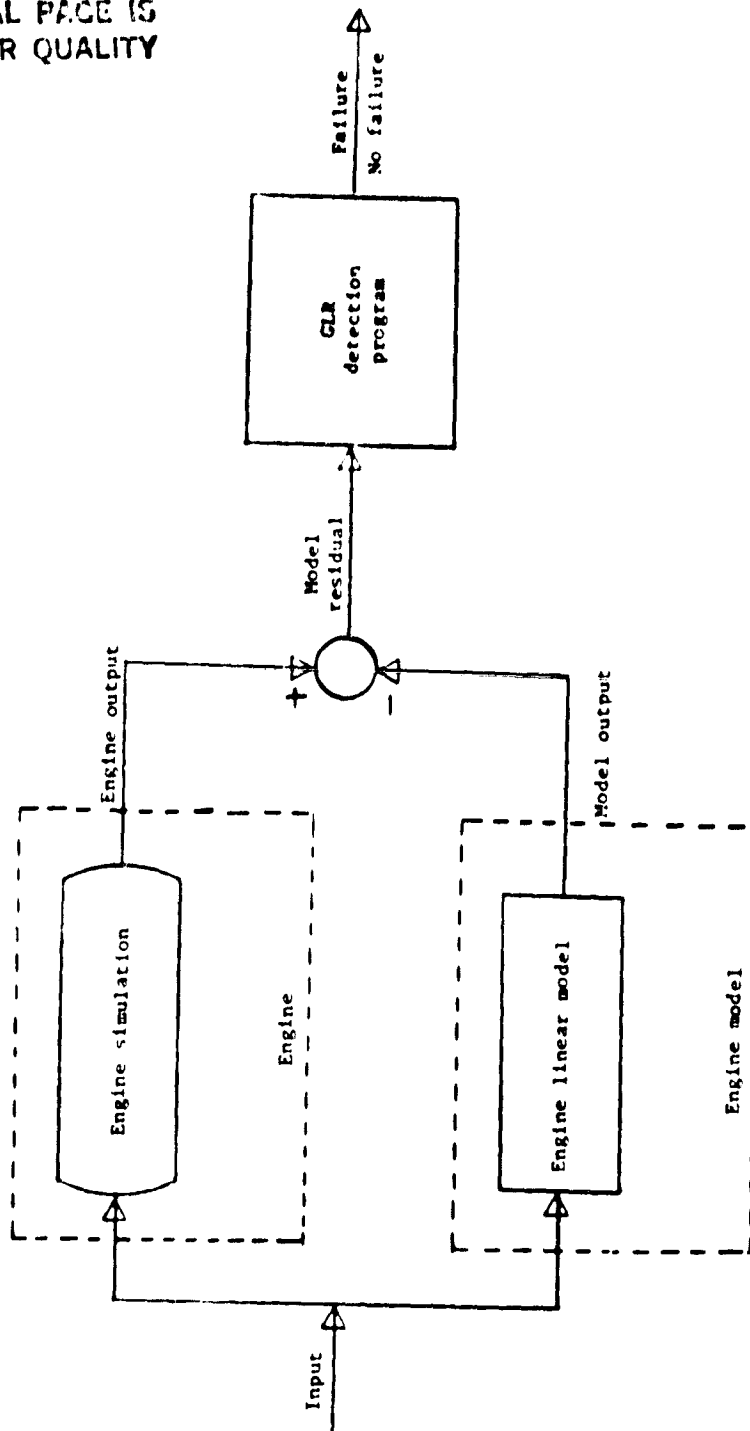 AL PAGE IS
R QUALITY
Input
Engine simulation
Engine
Engine output
Engine linear model
Engine model
Model output
+
-
Model
residual
GLR
detection
program
Failure
No failure